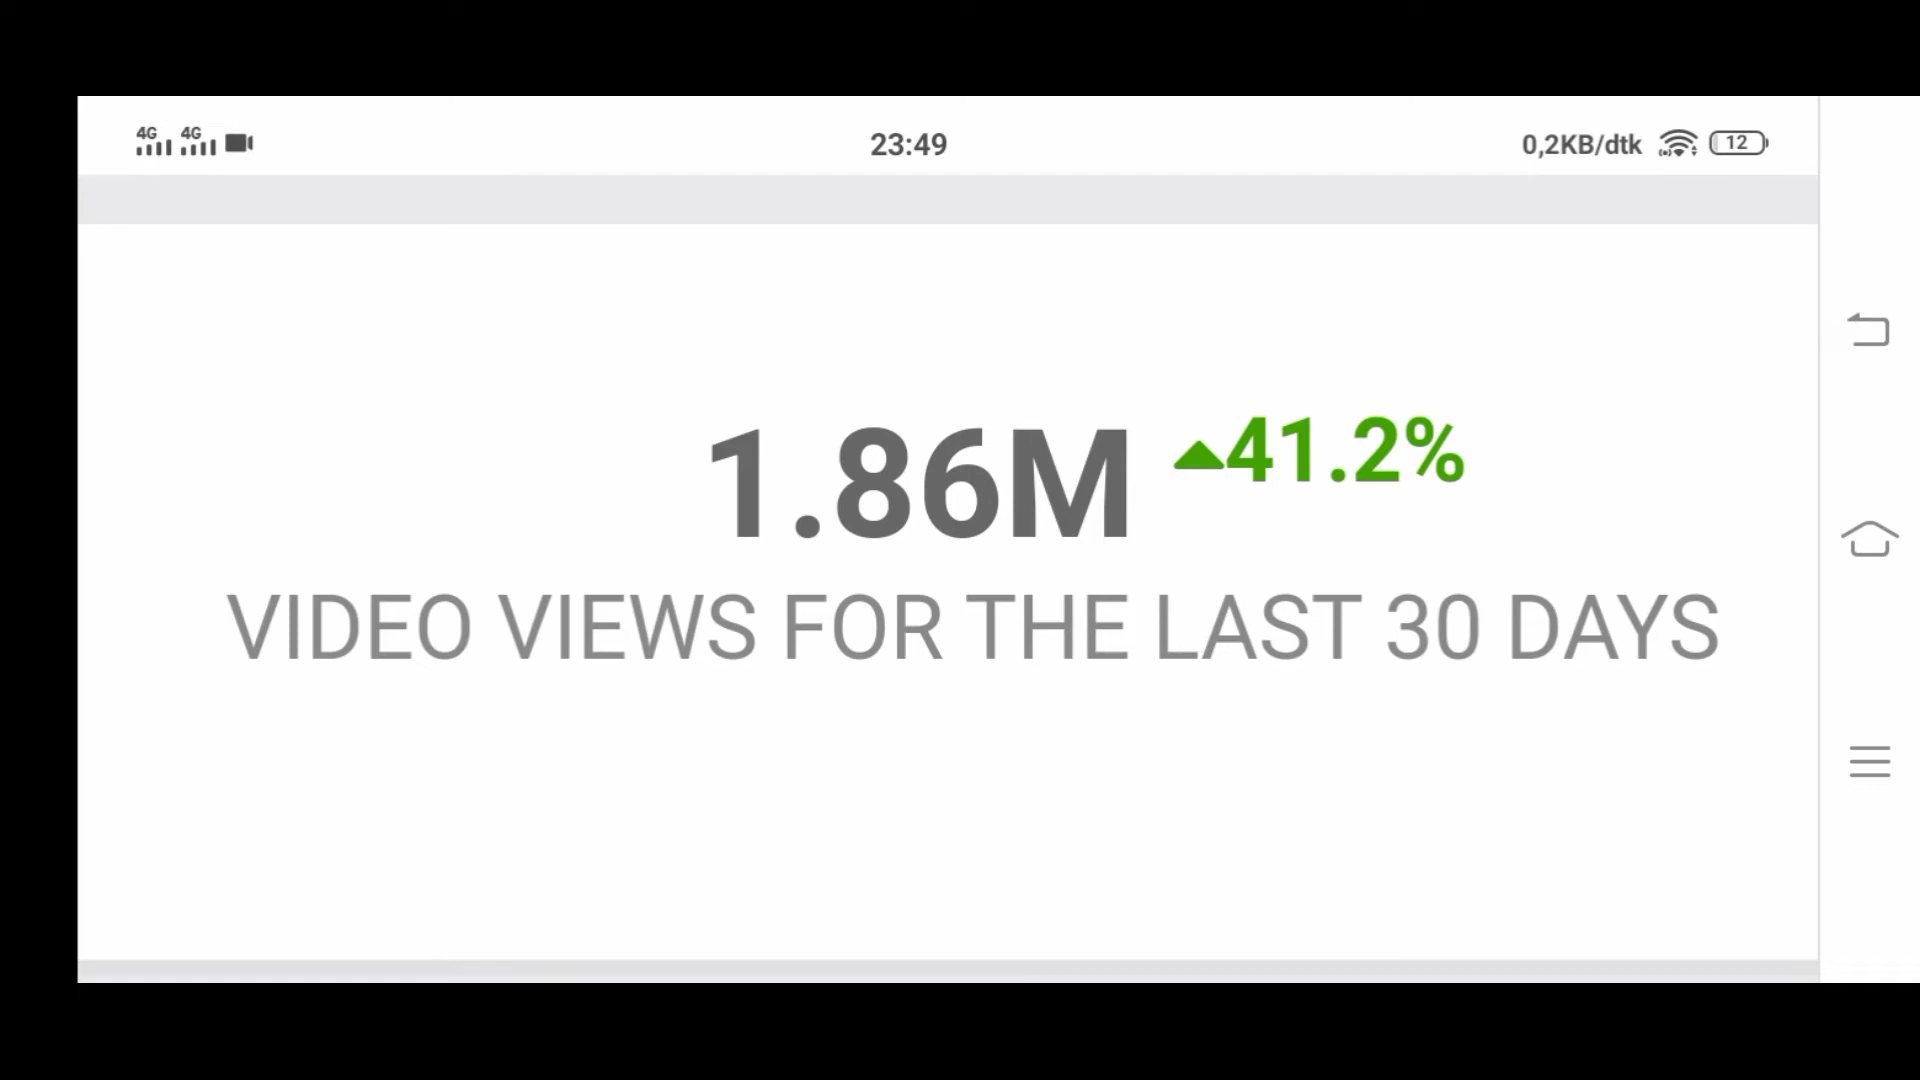 4G 4G 23:49 0,2KB/dtk 12
1.86M 41.2%
VIDEO VIEWS FOR THE LAST 30 DAYS